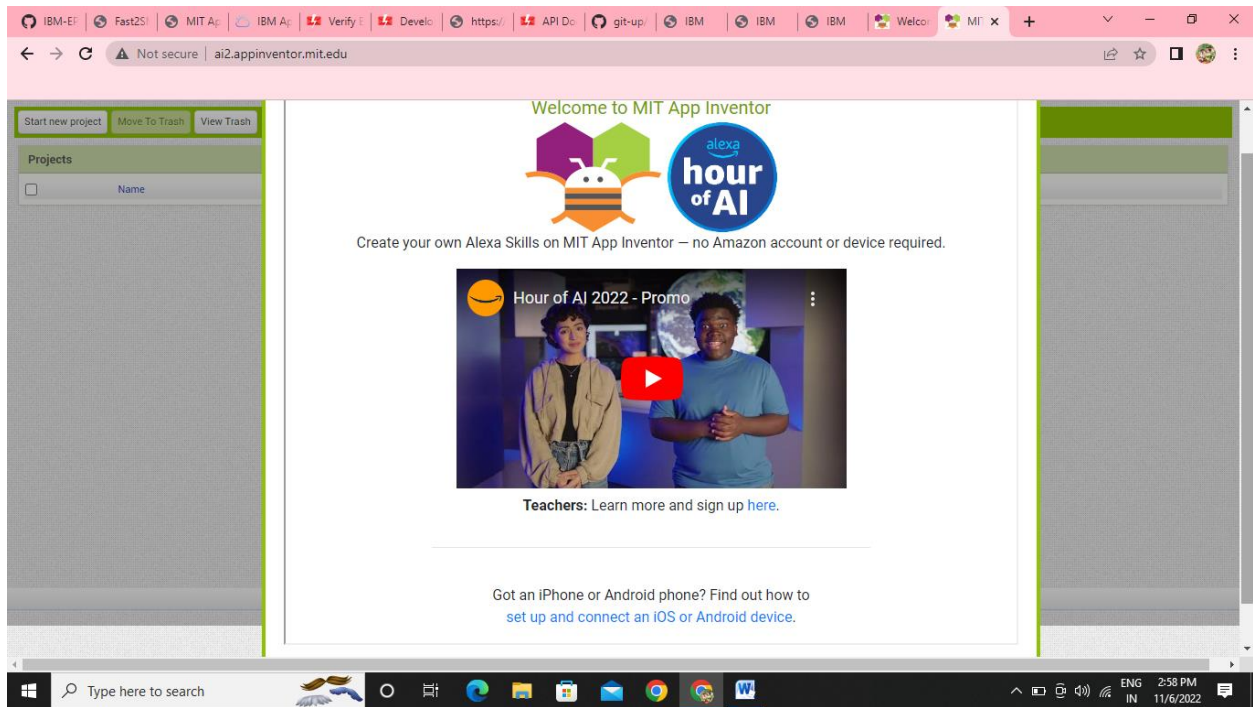 IBM-EP
Fast2S
MIT Ap
IBM Ap
Verify E
Develo
https://
API Do
git-up/
IBM
IBM
IBM
Welco
MIT
Not secure | ai2.appinventor.mit.edu
Start new project
Move To Trash
View Trash
Projects
Name
Welcome to MIT App Inventor
alexa
hour
of AI
Create your own Alexa Skills on MIT App Inventor — no Amazon account or device required.
Hour of AI 2022 - Promo
Teachers: Learn more and sign up here.
Got an iPhone or Android phone? Find out how to
set up and connect an iOS or Android device.
Type here to search
ENG
IN
2:58 PM
11/6/2022